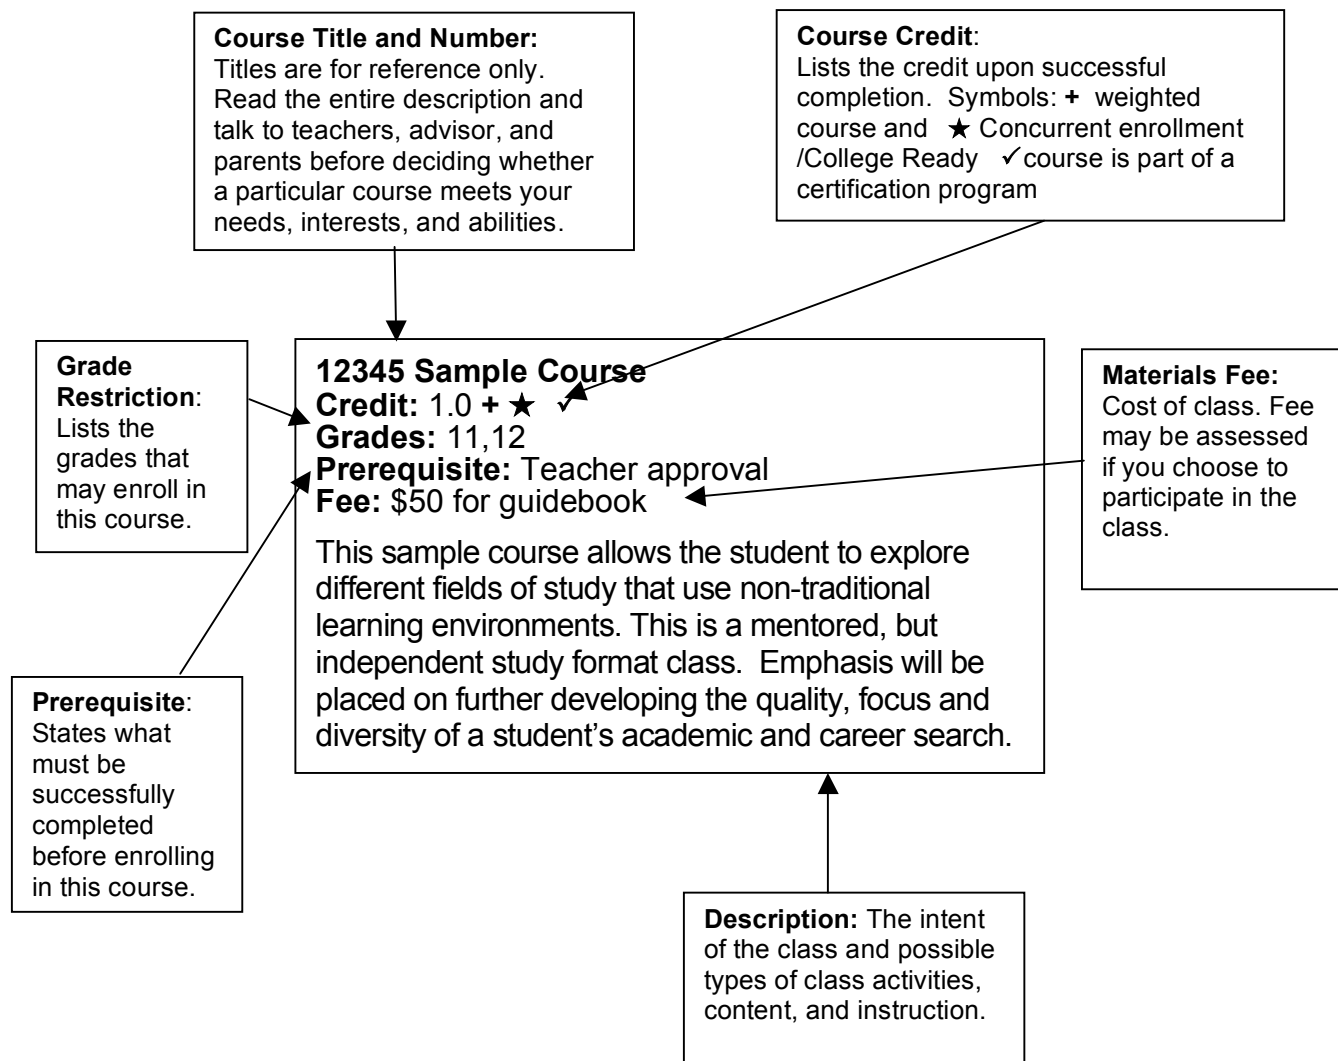 Course Title and Number:
Titles are for reference only.
Read the entire description and
talk to teachers, advisor, and
parents before deciding whether
a particular course meets your
needs, interests, and abilities.
Course Credit:
Lists the credit upon successful
completion.  Symbols: + weighted
course and  ★ Concurrent enrollment
/College Ready  ✓course is part of a
certification program
Grade
Restriction:
Lists the
grades that
may enroll in
this course.
12345 Sample Course
Credit: 1.0 + ★ ✓
Grades: 11,12
Prerequisite: Teacher approval
Fee: $50 for guidebook
This sample course allows the student to explore
different fields of study that use non-traditional
learning environments. This is a mentored, but
independent study format class.  Emphasis will be
placed on further developing the quality, focus and
diversity of a student’s academic and career search.
Materials Fee:
Cost of class. Fee
may be assessed
if you choose to
participate in the
class.
Prerequisite:
States what
must be
successfully
completed
before enrolling
in this course.
Description: The intent
of the class and possible
types of class activities,
content, and instruction.